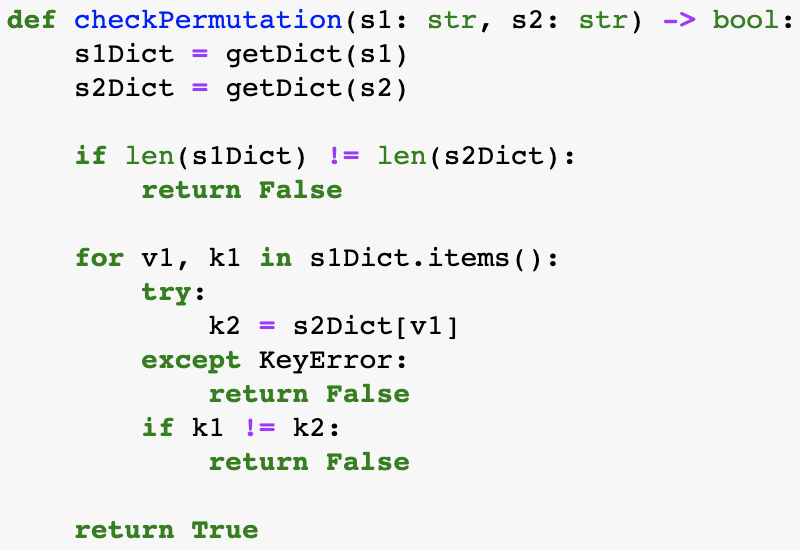 def checkPermutation(s1: str, s2: str) -> bool:
    s1Dict = getDict(s1)
    s2Dict = getDict(s2)

    if len(s1Dict) != len(s2Dict):
        return False

    for v1, k1 in s1Dict.items():
        try:
            k2 = s2Dict[v1]
        except KeyError:
            return False
        if k1 != k2:
            return False

    return True